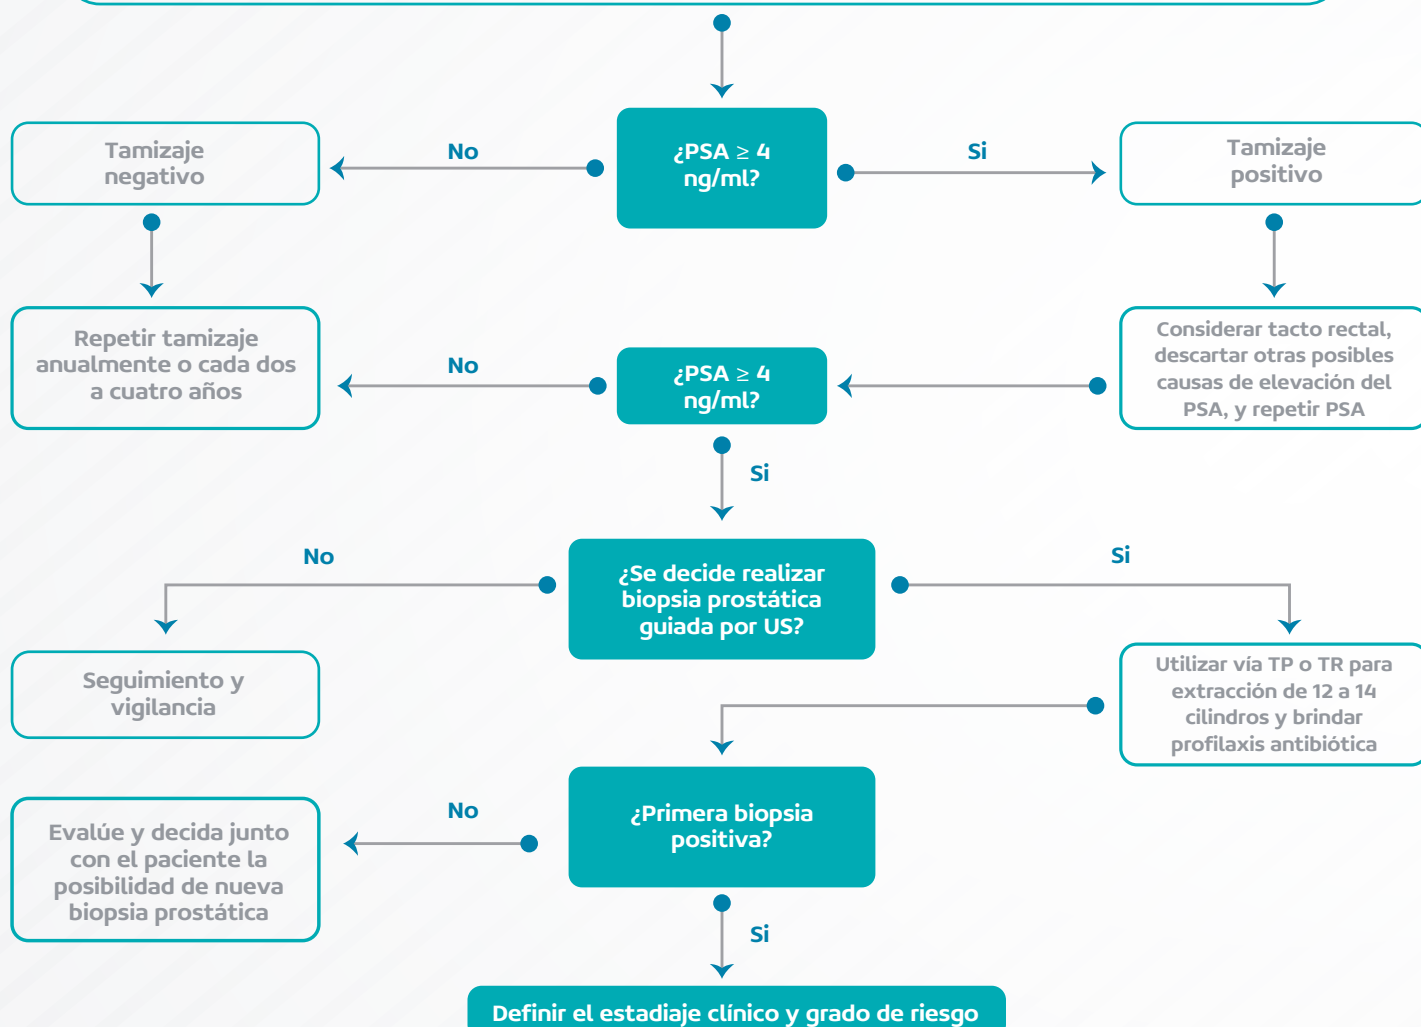 ¿PSA ≥ 4
ng/ml?
No
Si
Tamizaje
negativo
Tamizaje
positivo
Repetir tamizaje
anualmente o cada dos
a cuatro años
No
¿PSA ≥ 4
ng/ml?
Considerar tacto rectal,
descartar otras posibles
causas de elevación del
PSA, y repetir PSA
Si
No
¿Se decide realizar
biopsia prostática
guiada por US?
Si
Seguimiento y
vigilancia
Utilizar vía TP o TR para
extracción de 12 a 14
cilindros y brindar
profilaxis antibiótica
Evalúe y decida junto
con el paciente la
posibilidad de nueva
biopsia prostática
No
¿Primera biopsia
positiva?
Si
Definir el estadiaje clínico y grado de riesgo